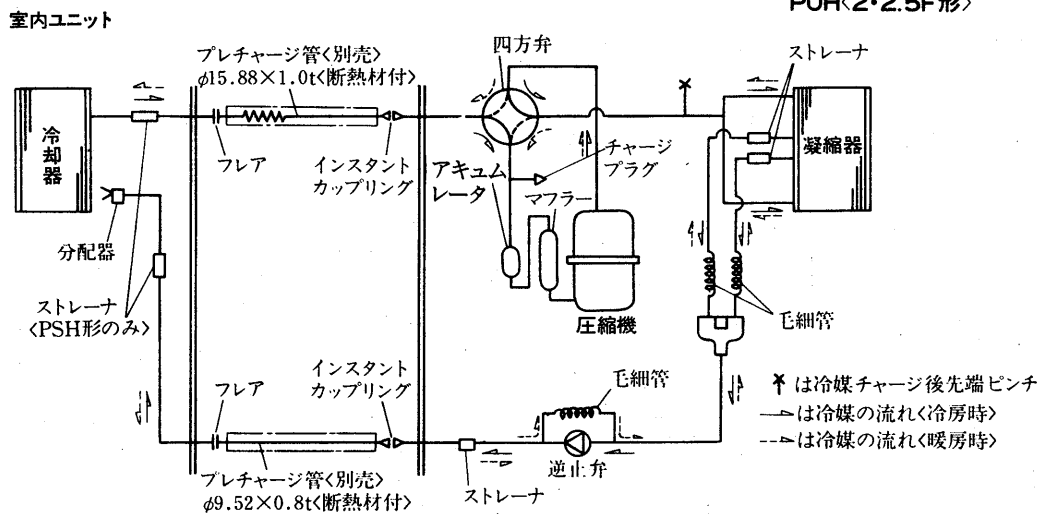 PUH〈2・2.5F形〉
室内ユニット
プレチャージ管〈別売〉
φ15.88×1.0t〈断熱材付〉
四方弁
ストレーナ
冷却器
フレア
インスタント
カップリング
アキュム
レータ
チャージ
プラグ
マフラー
凝縮器
分配器
ストレーナ
〈PSH形のみ〉
圧縮機
毛細管
フレア
インスタント
カップリング
毛細管
は冷媒チャージ後先端ピンチ
は冷媒の流れ〈冷房時〉
は冷媒の流れ〈暖房時〉
逆止弁
プレチャージ管〈別売〉
φ9.52×0.8t〈断熱材付〉
ストレーナ